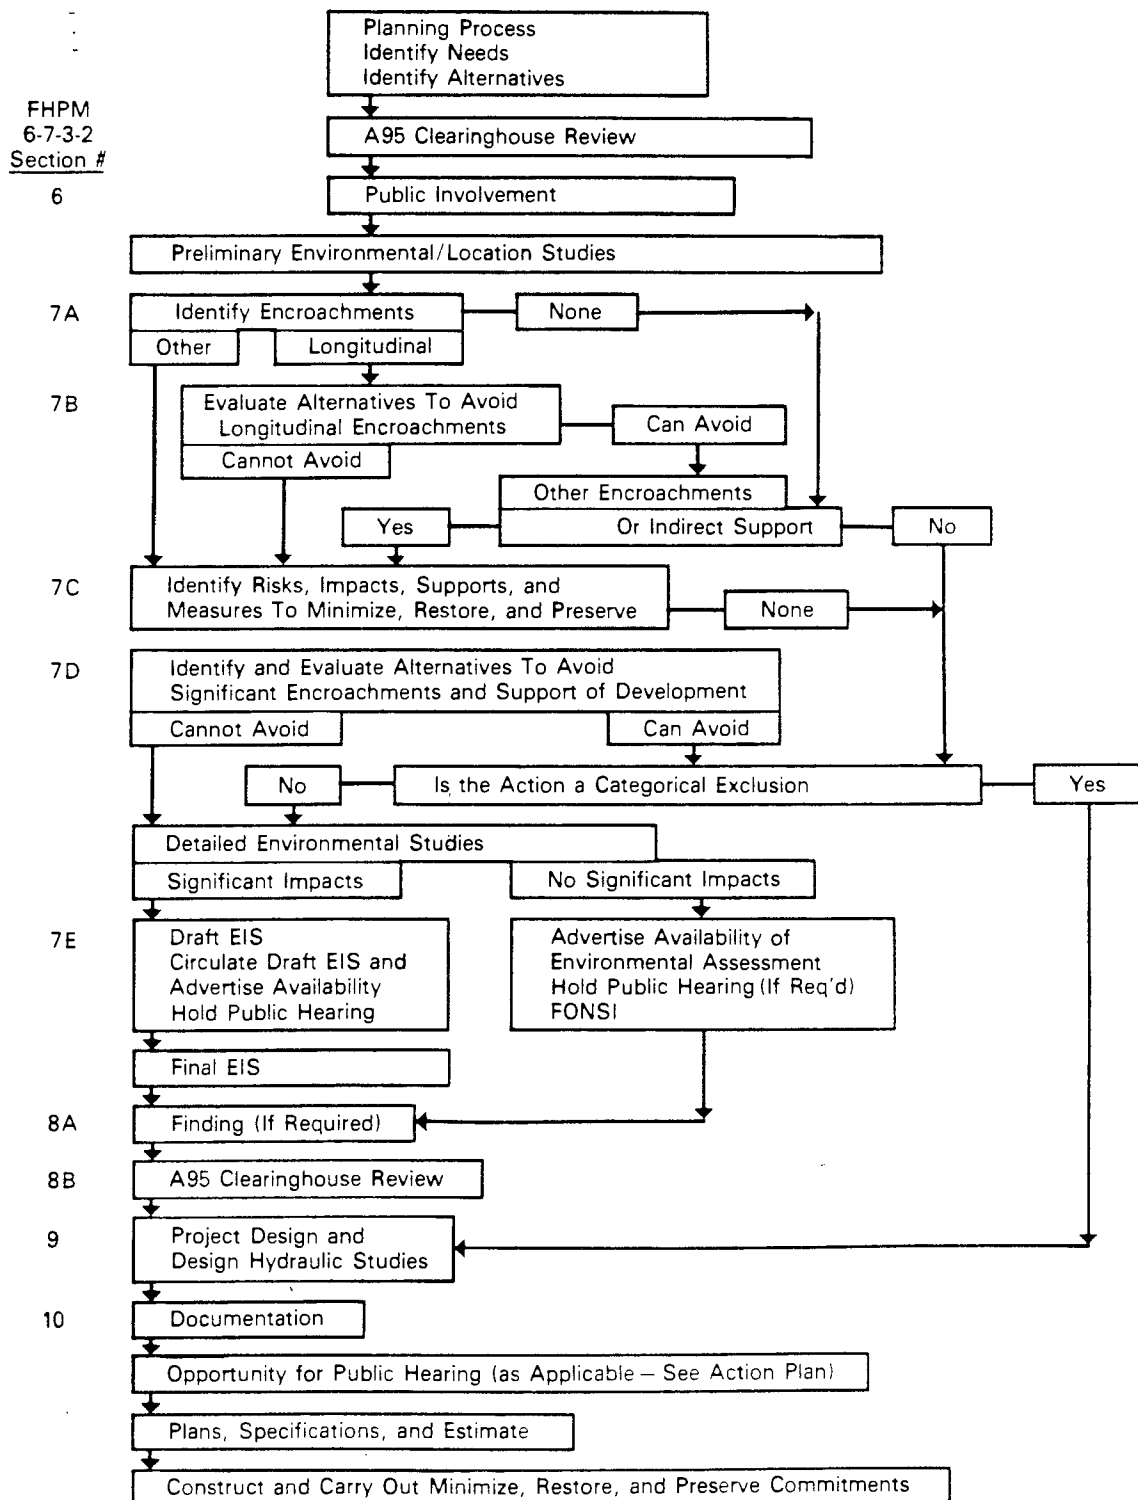 Planning Process
Identify Needs
Identify Alternatives
FHPM
6-7-3-2
Section #
A95 Clearinghouse Review
6
Public Involvement
Preliminary Environmental/Location Studies
7A
Identify Encroachments
None
Other
Longitudinal
7B
Evaluate Alternatives To Avoid
Longitudinal Encroachments
Can Avoid
Cannot Avoid
Other Encroachments
Yes
Or Indirect Support
No
7C
Identify Risks, Impacts, Supports, and
Measures To Minimize, Restore, and Preserve
None
7D
Identify and Evaluate Alternatives To Avoid
Significant Encroachments and Support of Development
Cannot Avoid
Can Avoid
No
Is the Action a Categorical Exclusion
Yes
Detailed Environmental Studies
Significant Impacts
No Significant Impacts
7E
Draft EIS
Circulate Draft EIS and
Advertise Availability
Hold Public Hearing
Advertise Availability of
Environmental Assessment
Hold Public Hearing (If Req'd)
FONSI
Final EIS
8A
Finding (If Required)
8B
A95 Clearinghouse Review
9
Project Design and
Design Hydraulic Studies
10
Documentation
Opportunity for Public Hearing (as Applicable – See Action Plan)
Plans, Specifications, and Estimate
Construct and Carry Out Minimize, Restore, and Preserve Commitments